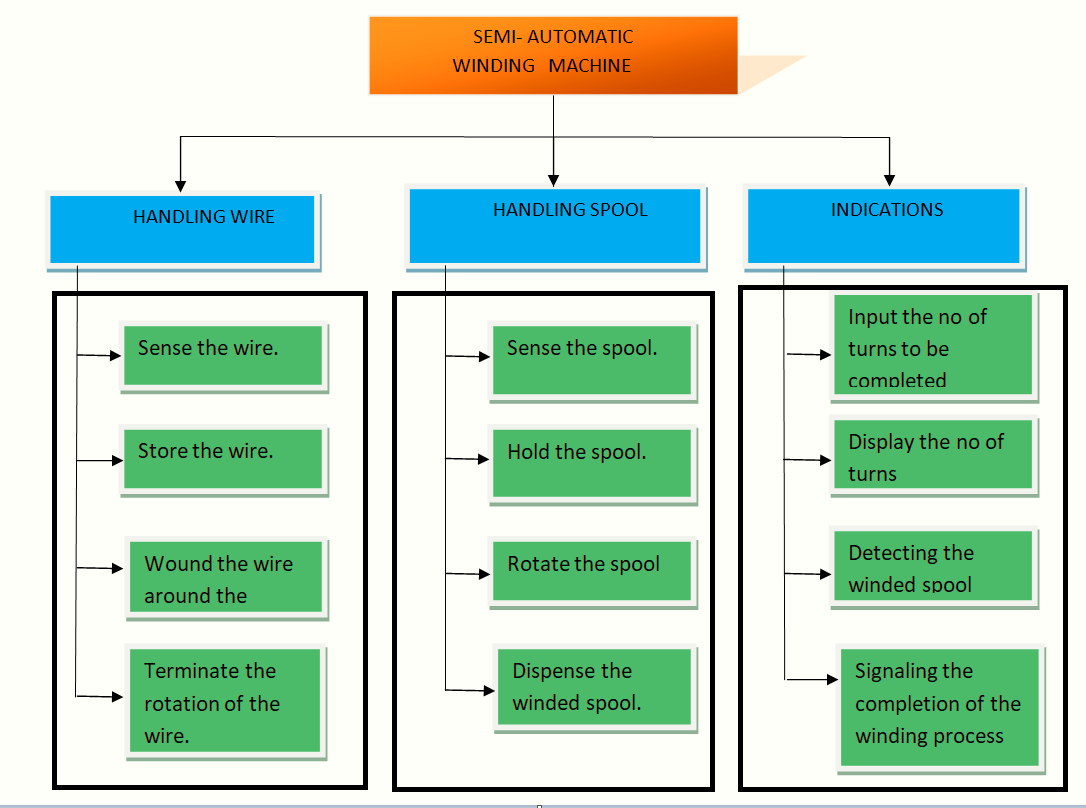 SEMI- AUTOMATIC
WINDING MACHINE
HANDLING WIRE
HANDLING SPOOL
INDICATIONS
Sense the wire.
Store the wire.
Wound the wire
around the
Terminate the
rotation of the
wire.
Sense the spool.
Hold the spool.
Rotate the spool
Dispense the
winded spool.
Input the no of
turns to be
completed
Display the no of
turns
Detecting the
winded spool
Signaling the
completion of the
winding process